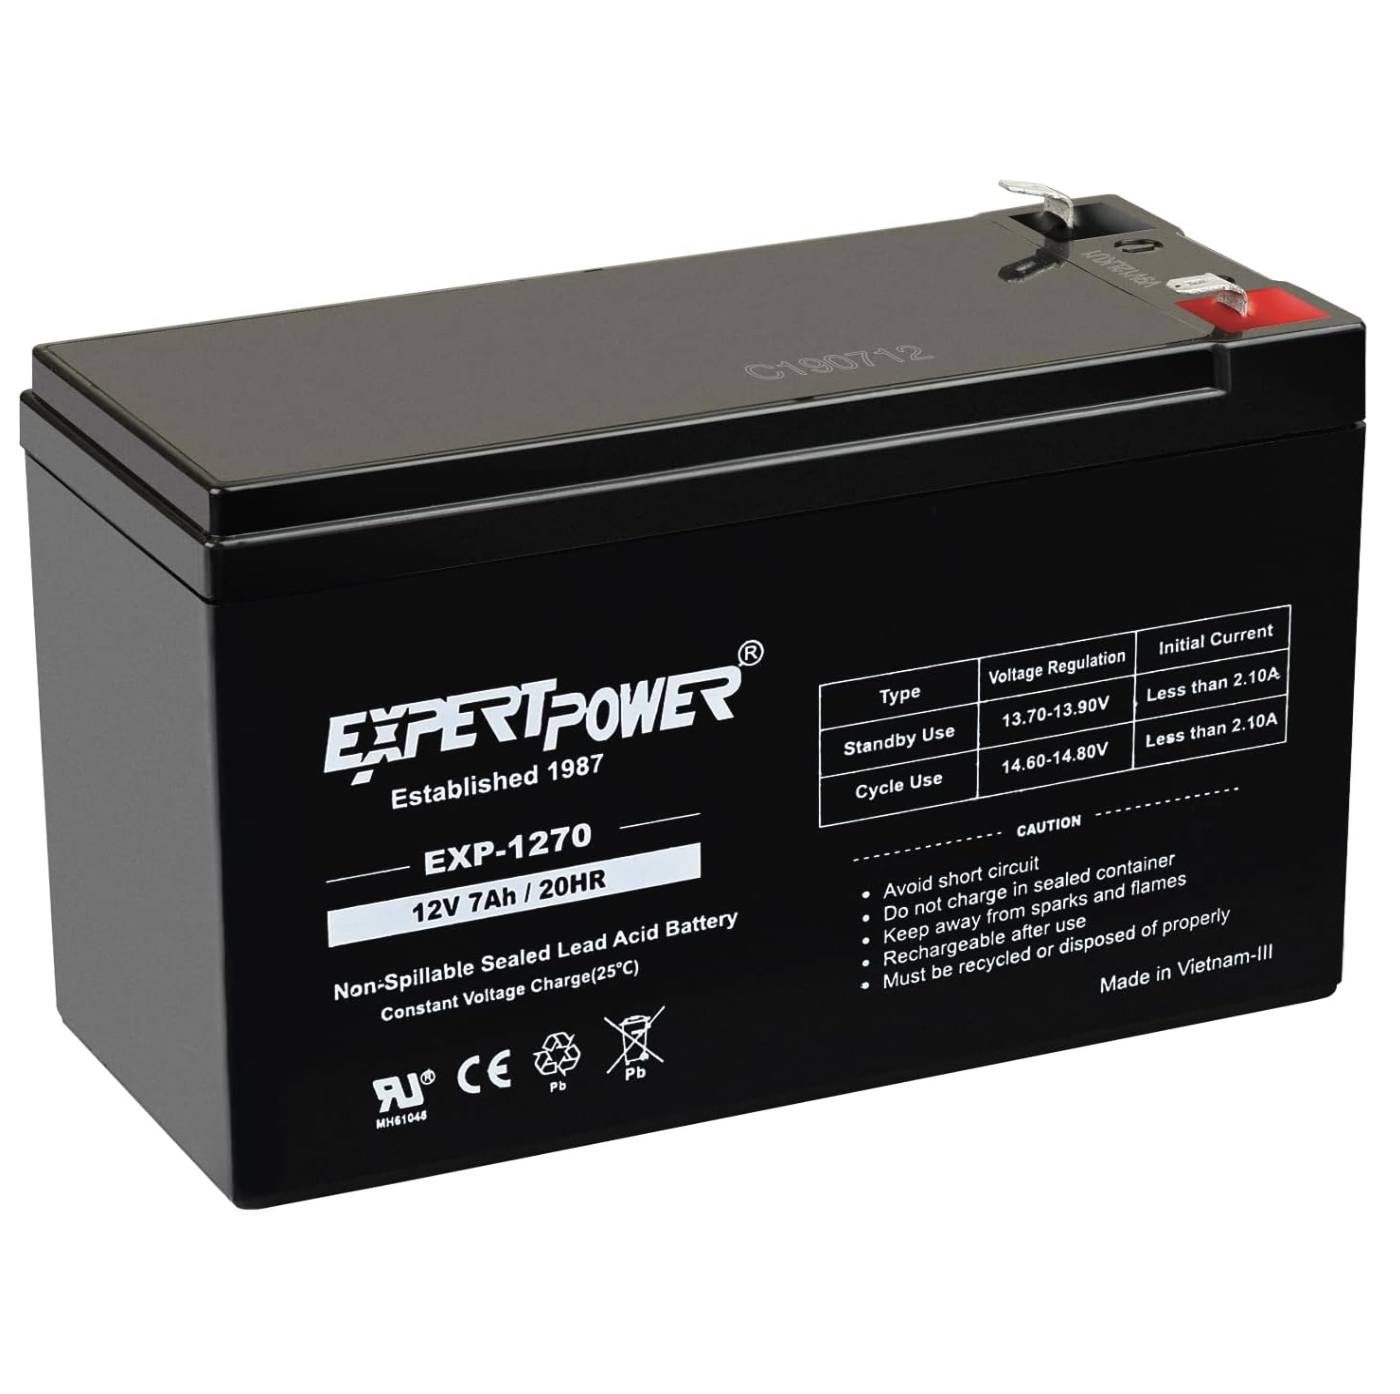 C190712
EXPERTPOWER®
Established 1987
EXP-1270
12V 7Ah / 20HR
Non-Spillable Sealed Lead Acid Battery
Constant Voltage Charge(25°C)
MH61045
CE
Pb
Pb
Type Voltage Regulation Initial Current
Standby Use 13.70-13.90V Less than 2.10A
Cycle Use 14.60-14.80V Less than 2.10A
CAUTION
• Avoid short circuit
• Do not charge in sealed container
• Keep away from sparks and flames
• Rechargeable after use
• Must be recycled or disposed of properly
Made in Vietnam-III